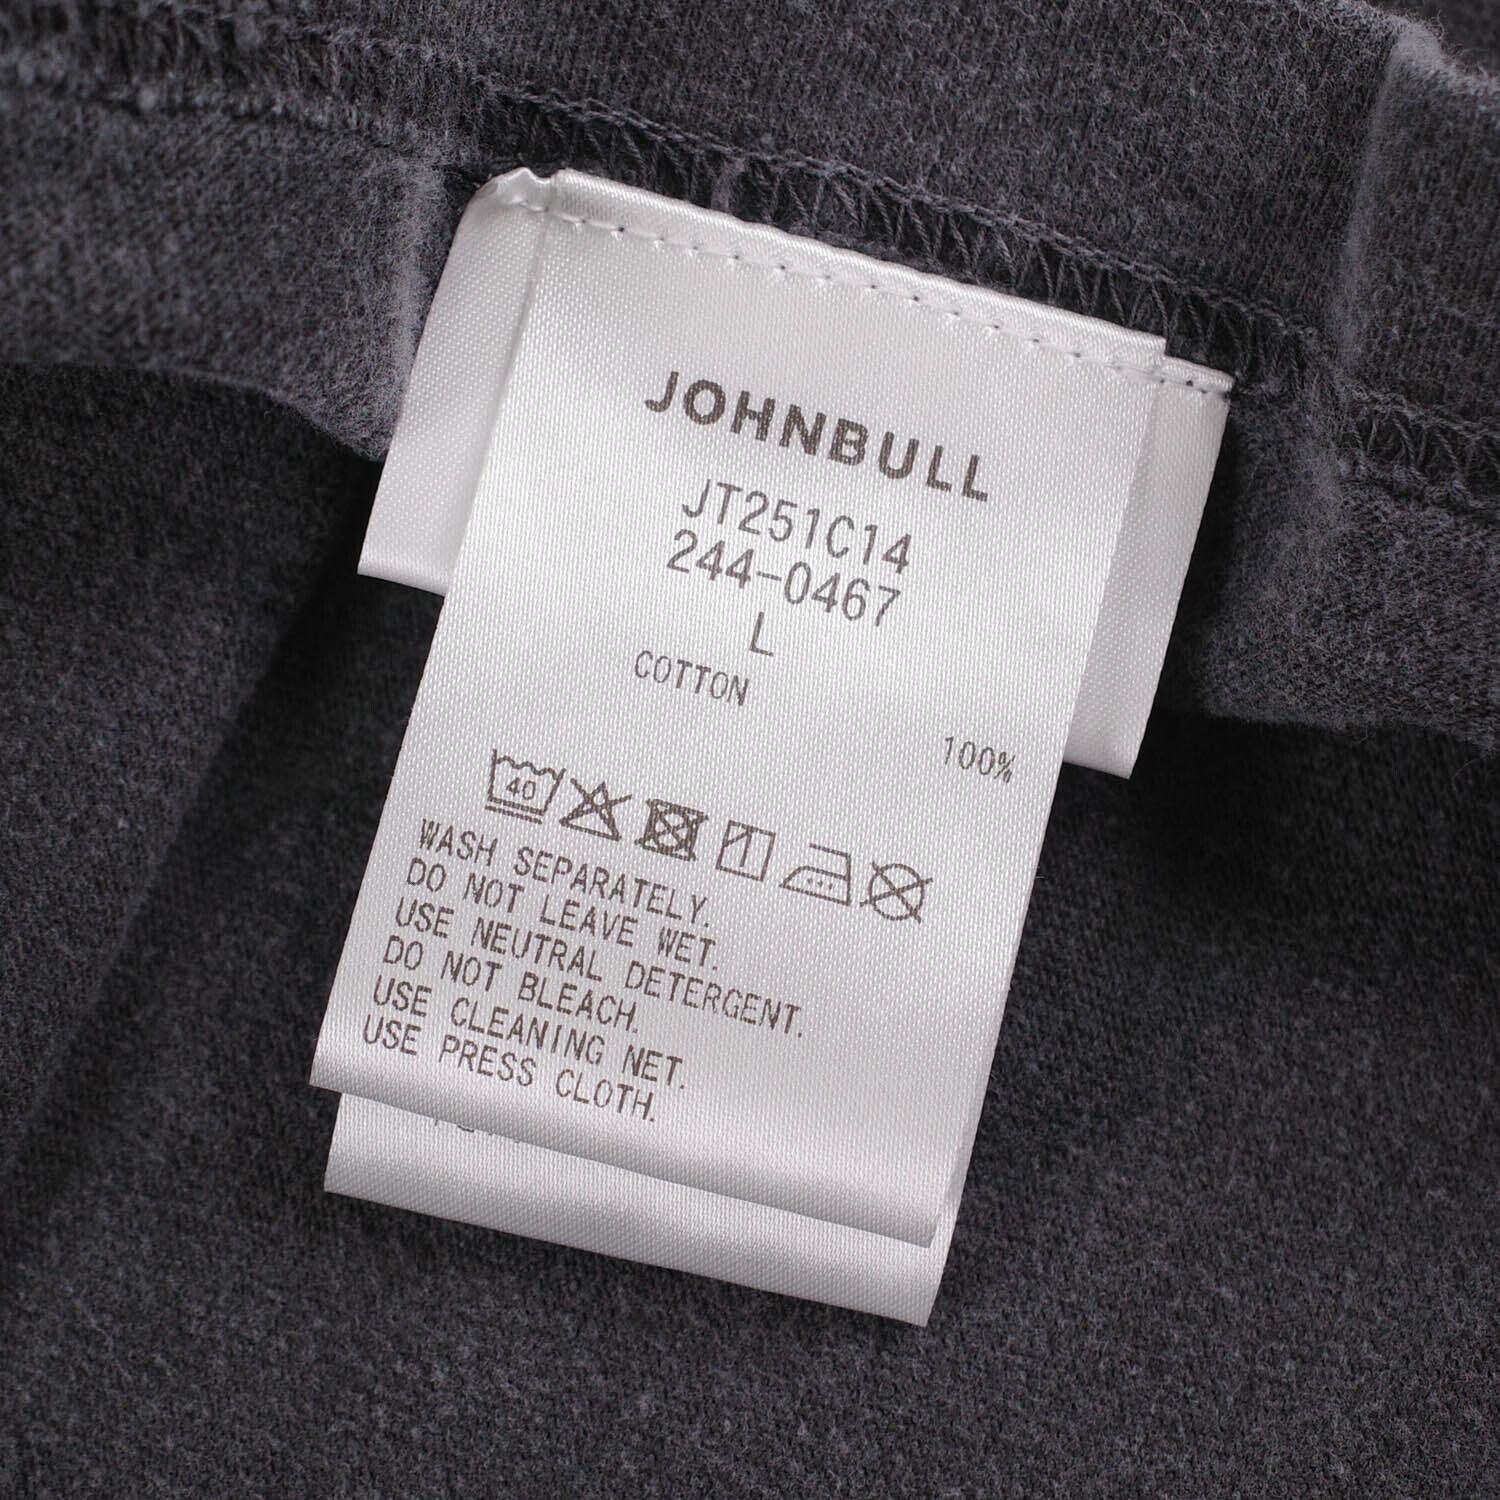 JOHNBULL
JT251C14
244-0467
L
COTTON
100%
40
WASH SEPARATELY.
DO NOT LEAVE WET.
USE NEUTRAL DETERGENT.
DO NOT BLEACH.
USE CLEANING NET.
USE PRESS CLOTH.